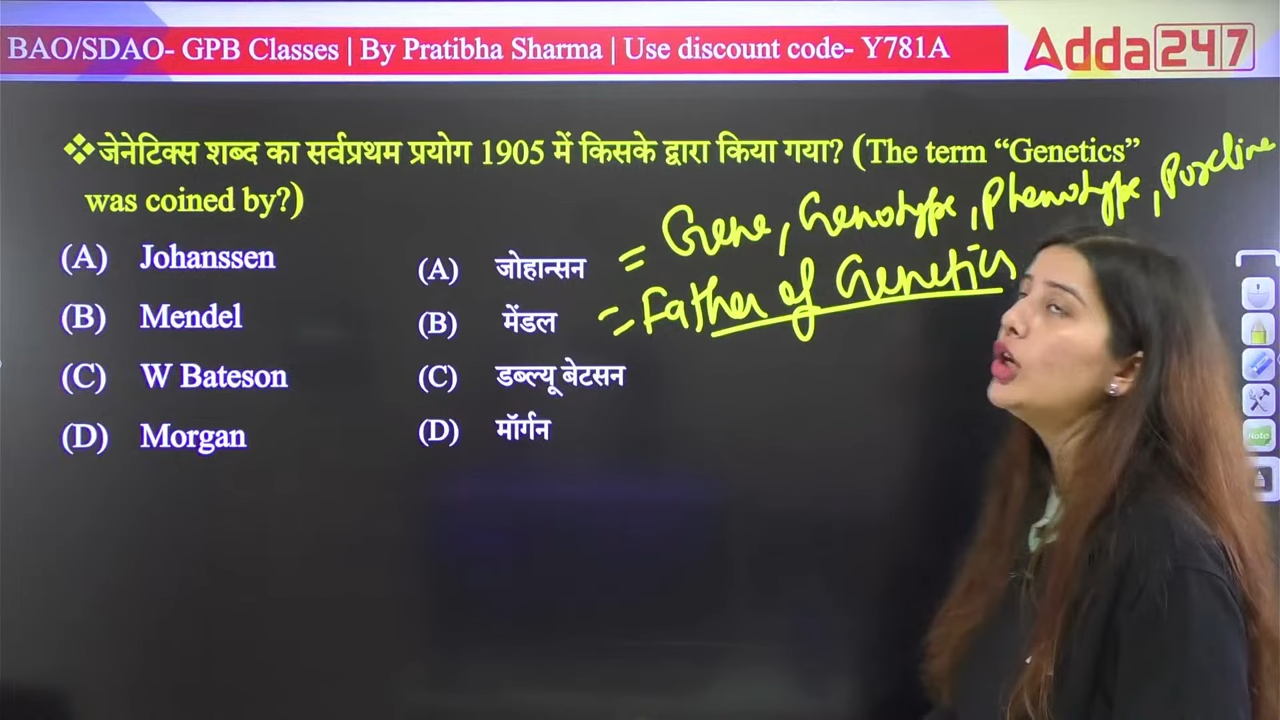 BAO/SDAO- GPB Classes | By Pratibha Sharma | Use discount code- Y781A
Adda247
❖जेनेटिक्स शब्द का सर्वप्रथम प्रयोग 1905 में किसके द्वारा किया गया? (The term “Genetics”
was coined by?)
= Gene, Genotype, Phenotype, Pureline
(A) Johanssen (A) जोहान्सन
= Father of Genetics
(B) Mendel (B) मेंडल
(C) W Bateson (C) डब्ल्यू बेटसन
(D) Morgan (D) मॉर्गन
Note